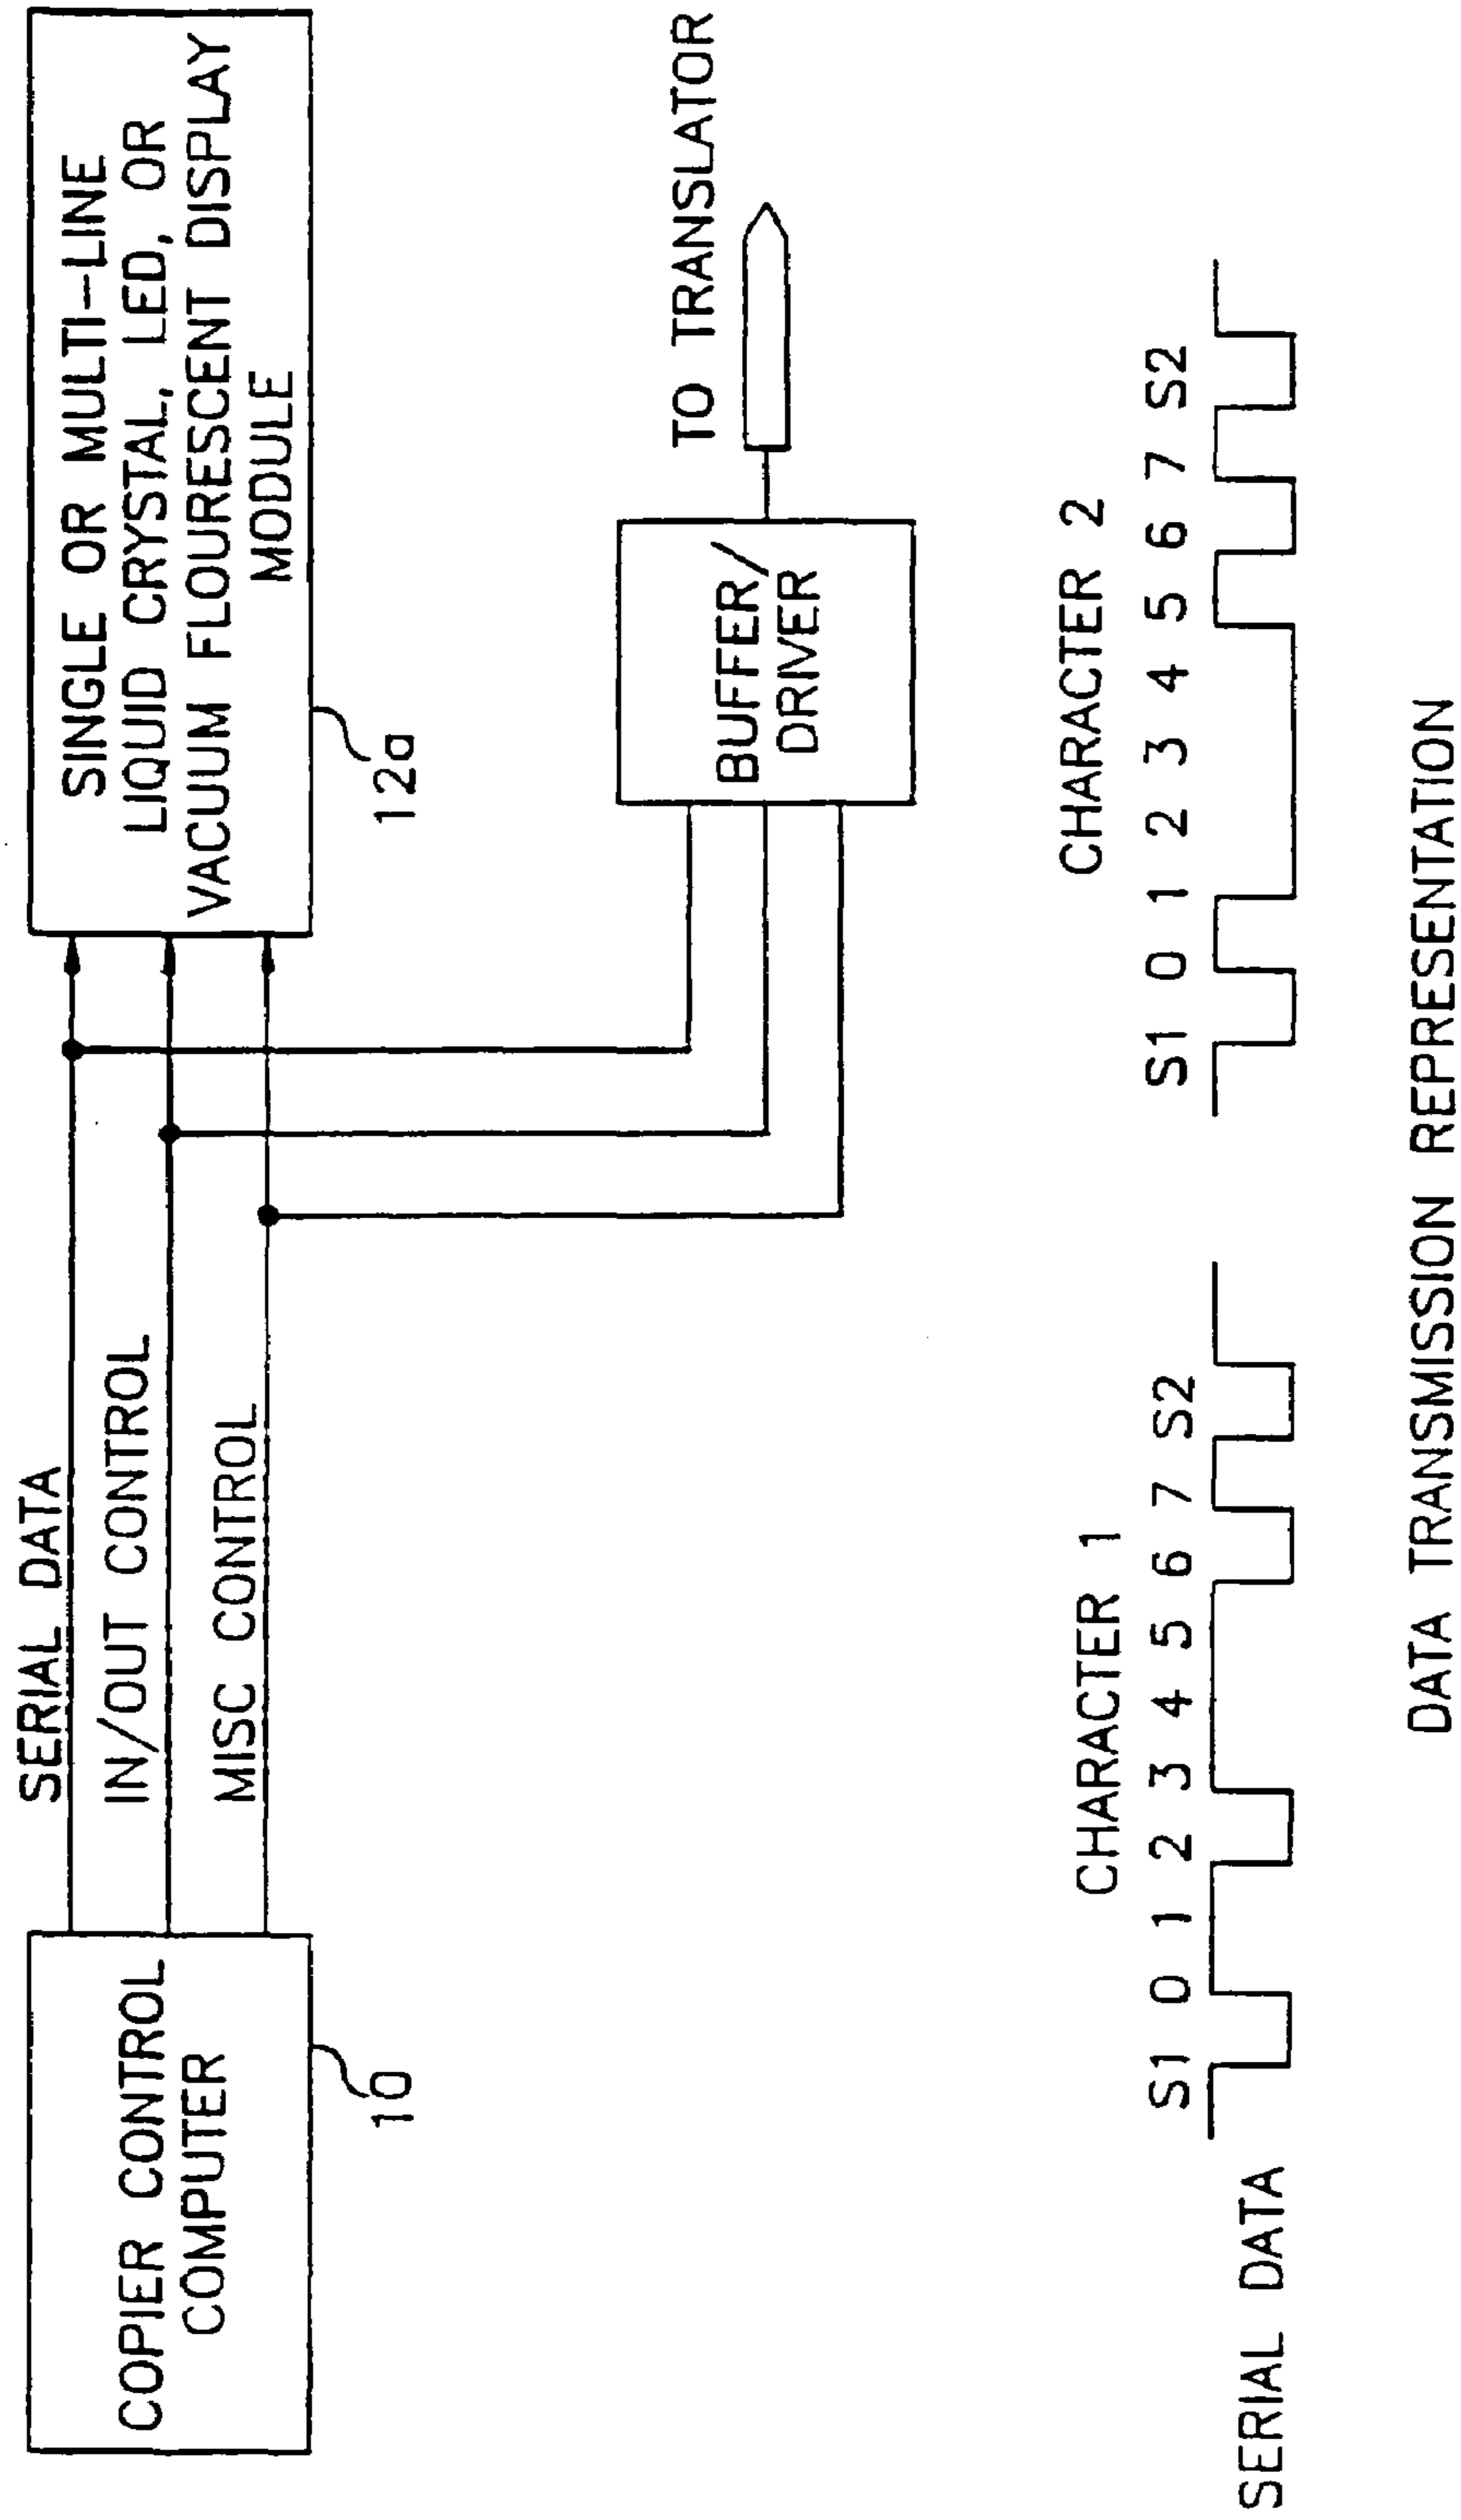 SINGLE OR MULTI-LINE
LIQUID CRYSTAL, LED, OR
VACUUM FLOURESCENT DISPLAY
MODULE
12a
SERIAL DATA
IN/OUT CONTROL
MISC CONTROL
COPIER CONTROL
COMPUTER
10
TO TRANSLATOR
BUFFER/
DRIVER
CHARACTER 1
S1 0 1 2 3 4 5 6 7 S2
CHARACTER 2
S1 0 1 2 3 4 5 6 7 S2
SERIAL DATA
DATA TRANSMISSION REPRESENTATION